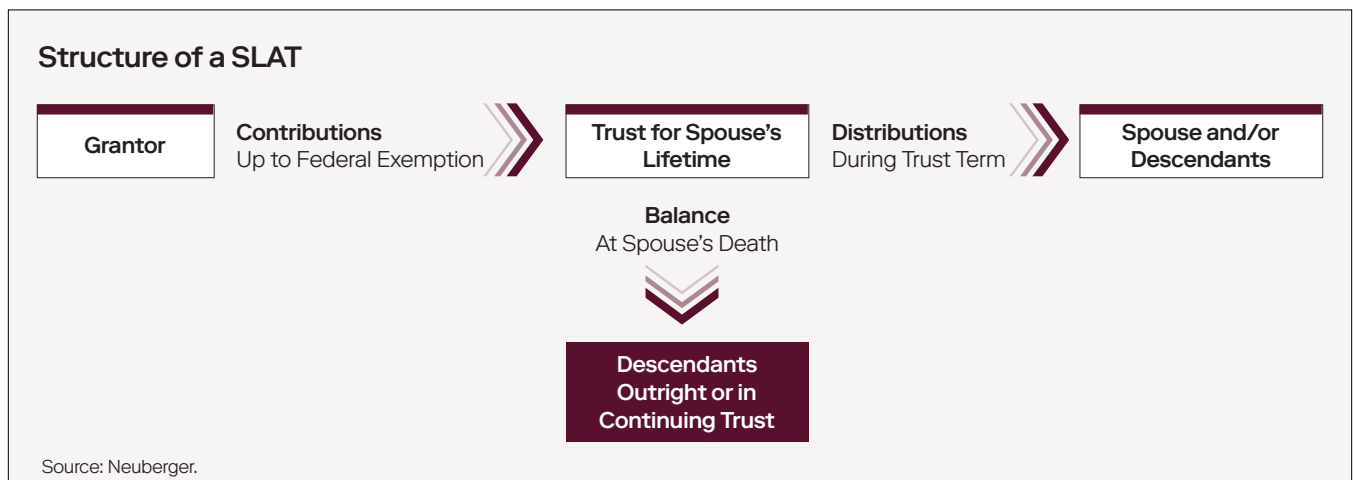 Structure of a SLAT
Grantor
Contributions
Up to Federal Exemption
Trust for Spouse's
Lifetime
Distributions
During Trust Term
Spouse and/or
Descendants
Balance
At Spouse's Death
Descendants
Outright or in
Continuing Trust
Source: Neuberger.